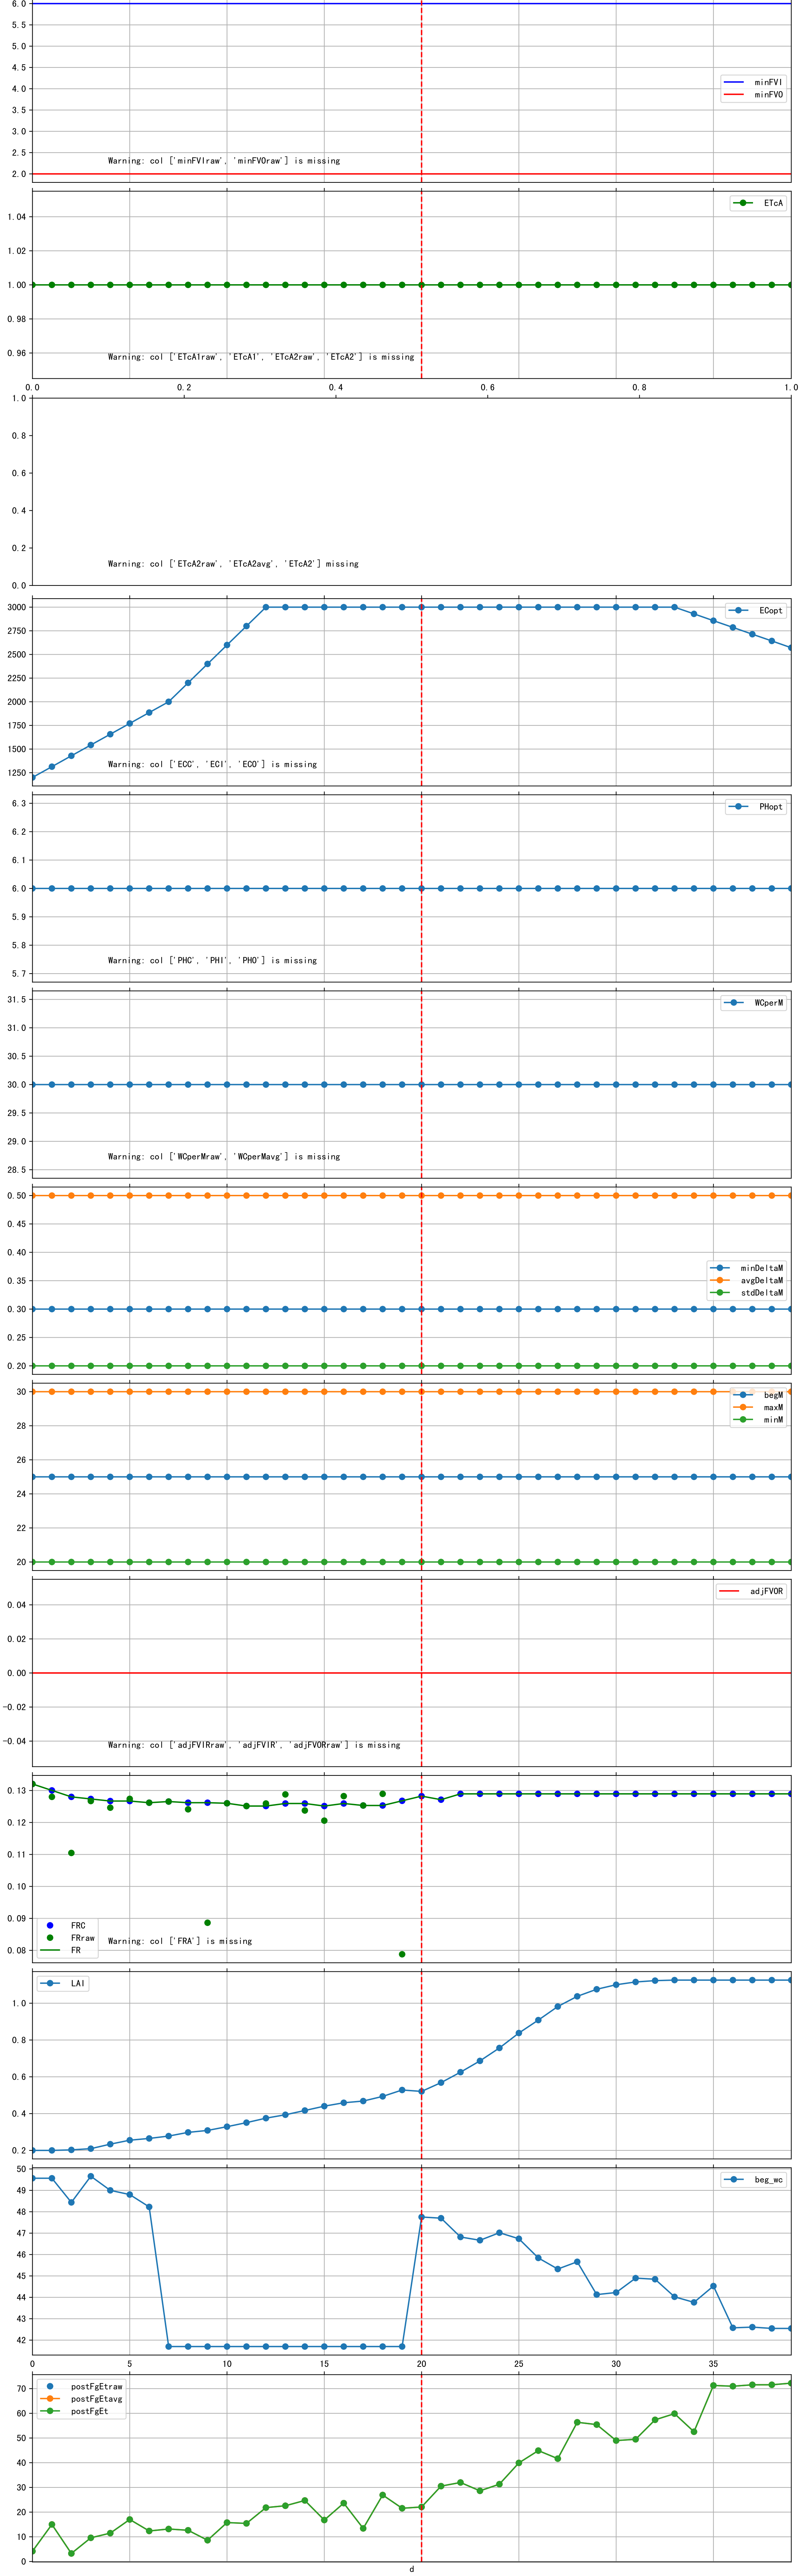 6.0
5.5
5.0
4.5
4.0
3.5
3.0
2.5
2.0
minFVI
minFVO
Warning: col ['minFVIraw', 'minFVOraw'] is missing
1.04
1.02
1.00
0.98
0.96
ETcA
Warning: col ['ETcA1raw', 'ETcA1', 'ETcA2raw', 'ETcA2'] is missing
0.0 0.2 0.4 0.6 0.8 1.0
1.0
0.8
0.6
0.4
0.2
0.0
Warning: col ['ETcA2raw', 'ETcA2avg', 'ETcA2'] missing
3000
2750
2500
2250
2000
1750
1500
1250
ECopt
Warning: col ['ECC', 'ECI', 'ECO'] is missing
6.3
6.2
6.1
6.0
5.9
5.8
5.7
PHopt
Warning: col ['PHC', 'PHI', 'PHO'] is missing
31.5
31.0
30.5
30.0
29.5
29.0
28.5
WCperM
Warning: col ['WCperMraw', 'WCperMavg'] is missing
0.50
0.45
0.40
0.35
0.30
0.25
0.20
minDeltaM
avgDeltaM
stdDeltaM
30
28
26
24
22
20
begM
maxM
minM
0.04
0.02
0.00
-0.02
-0.04
adjFVOR
Warning: col ['adjFVIRraw', 'adjFVIR', 'adjFVORraw'] is missing
0.13
0.12
0.11
0.10
0.09
0.08
FRC
FRraw
FR
Warning: col ['FRA'] is missing
1.0
0.8
0.6
0.4
0.2
LAI
50
49
48
47
46
45
44
43
42
beg_wc
0 5 10 15 20 25 30 35
70
60
50
40
30
20
10
0
postFgEtraw
postFgEtavg
postFgEt
d